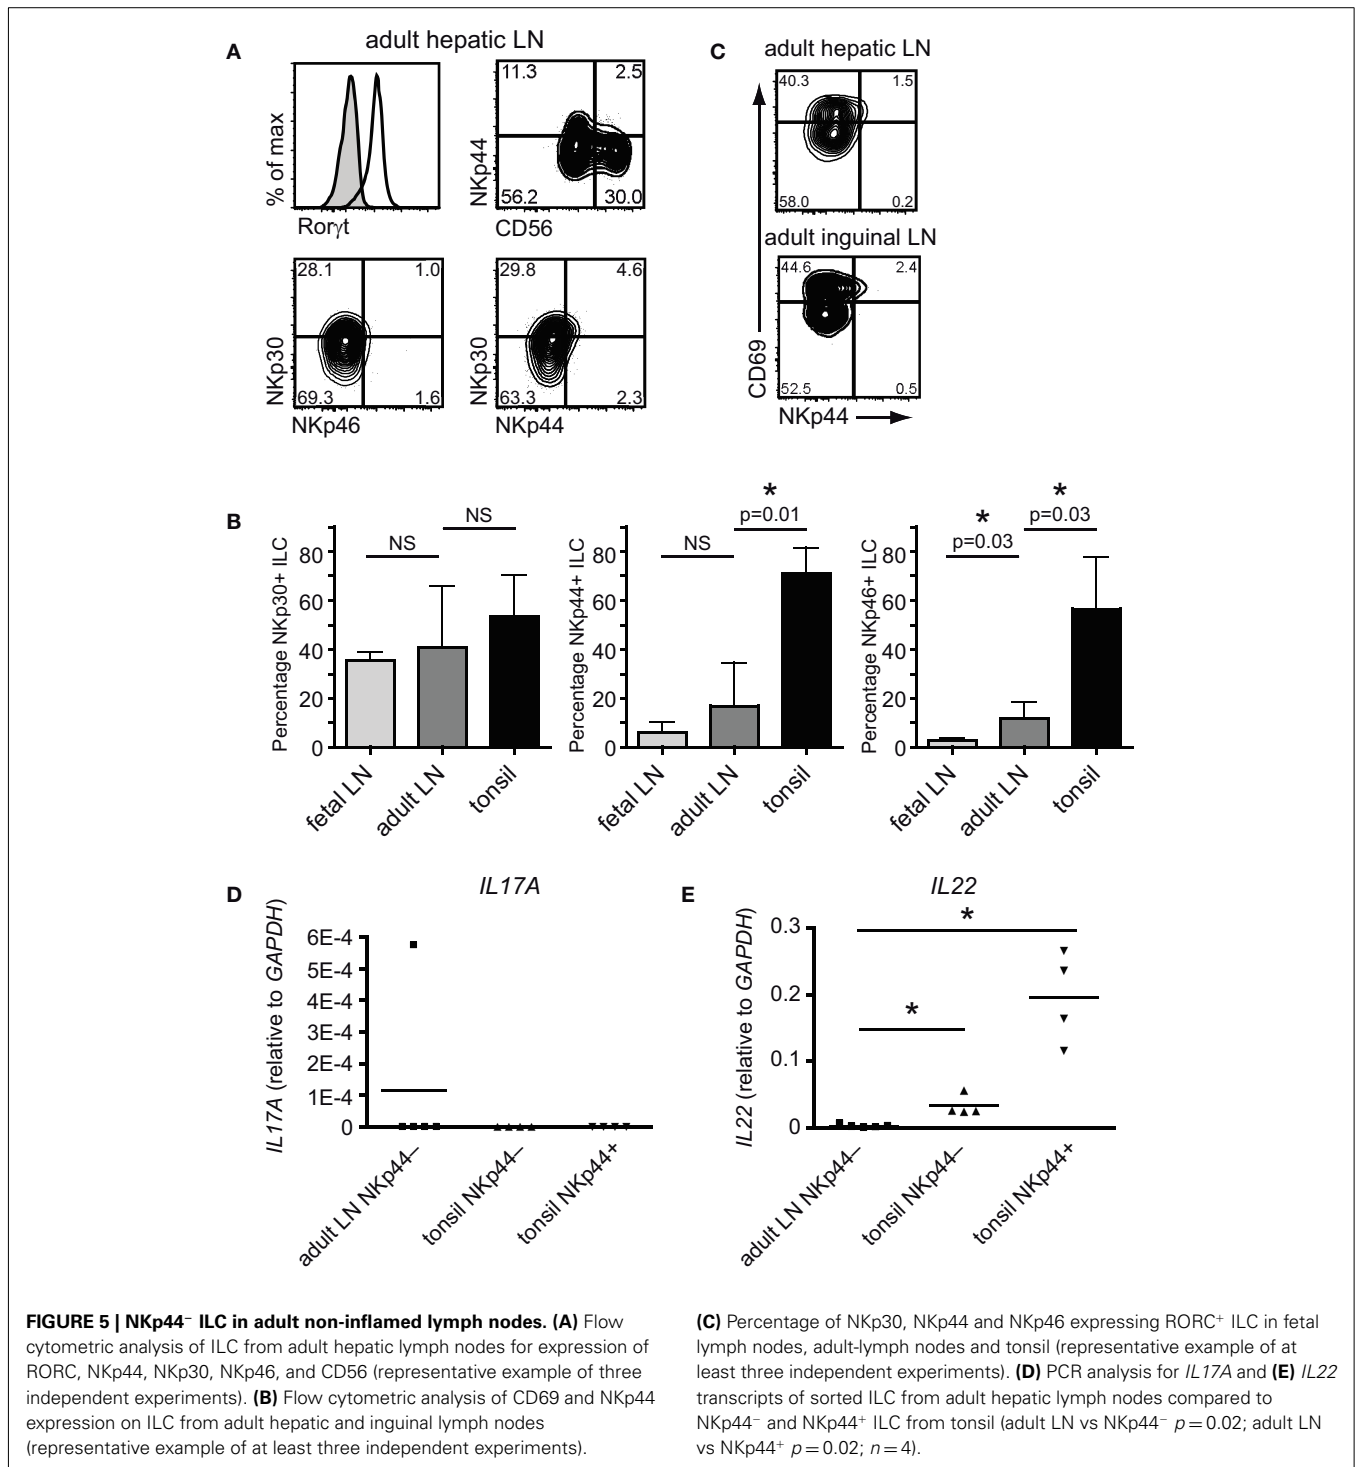 A
adult hepatic LN
% of max
Rorγt
11.3 2.5
56.2 30.0
NKp44
CD56
28.1 1.0
69.3 1.6
NKp30
NKp46
29.8 4.6
63.3 2.3
NKp30
NKp44
C
adult hepatic LN
40.3 1.5
58.0 0.2
adult inguinal LN
44.6 2.4
52.5 0.5
CD69
NKp44
B
Percentage NKp30+ ILC
80
60
40
20
0
NS
NS
fetal LN
adult LN
tonsil
Percentage NKp44+ ILC
80
60
40
20
0
NS
*
p=0.01
fetal LN
adult LN
tonsil
Percentage NKp46+ ILC
80
60
40
20
0
*
p=0.03
*
p=0.03
fetal LN
adult LN
tonsil
D
IL17A
IL17A (relative to GAPDH)
6E-4
5E-4
4E-4
3E-4
2E-4
1E-4
0
adult LN NKp44–
tonsil NKp44–
tonsil NKp44+
E
IL22
IL22 (relative to GAPDH)
0.3
0.2
0.1
0
*
*
adult LN NKp44–
tonsil NKp44–
tonsil NKp44+
FIGURE 5 | NKp44⁻ ILC in adult non-inflamed lymph nodes. (A) Flow
cytometric analysis of ILC from adult hepatic lymph nodes for expression of
RORC, NKp44, NKp30, NKp46, and CD56 (representative example of three
independent experiments). (B) Flow cytometric analysis of CD69 and NKp44
expression on ILC from adult hepatic and inguinal lymph nodes
(representative example of at least three independent experiments).
(C) Percentage of NKp30, NKp44 and NKp46 expressing RORC⁺ ILC in fetal
lymph nodes, adult-lymph nodes and tonsil (representative example of at
least three independent experiments). (D) PCR analysis for IL17A and (E) IL22
transcripts of sorted ILC from adult hepatic lymph nodes compared to
NKp44⁻ and NKp44⁺ ILC from tonsil (adult LN vs NKp44⁻ p = 0.02; adult LN
vs NKp44⁺ p = 0.02; n = 4).